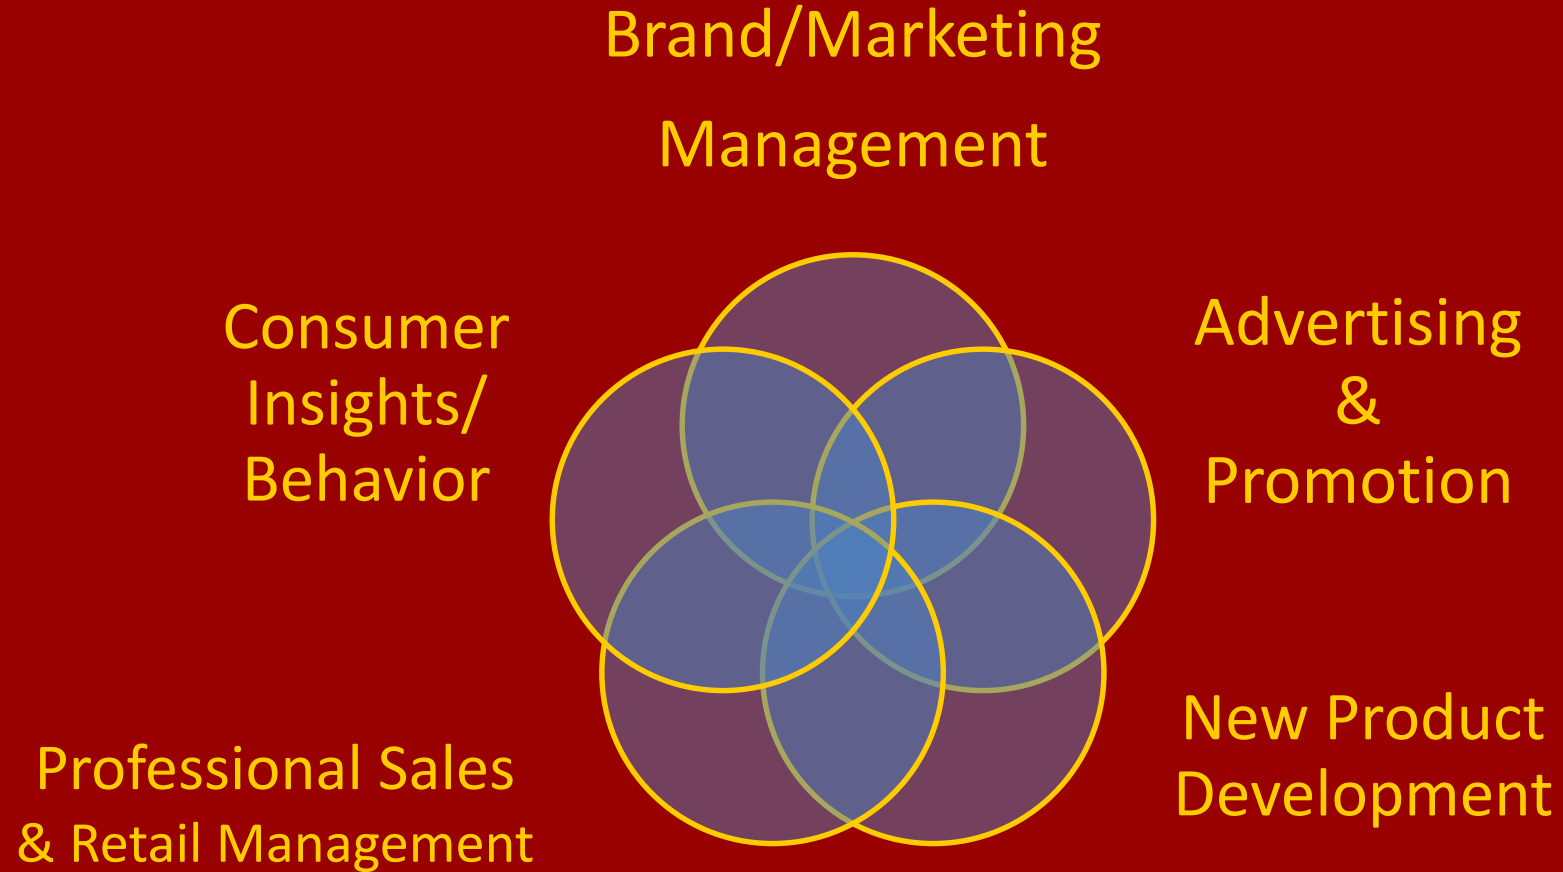 Brand/Marketing
Management
Consumer
Insights/
Behavior
Advertising
&
Promotion
Professional Sales
& Retail Management
New Product
Development